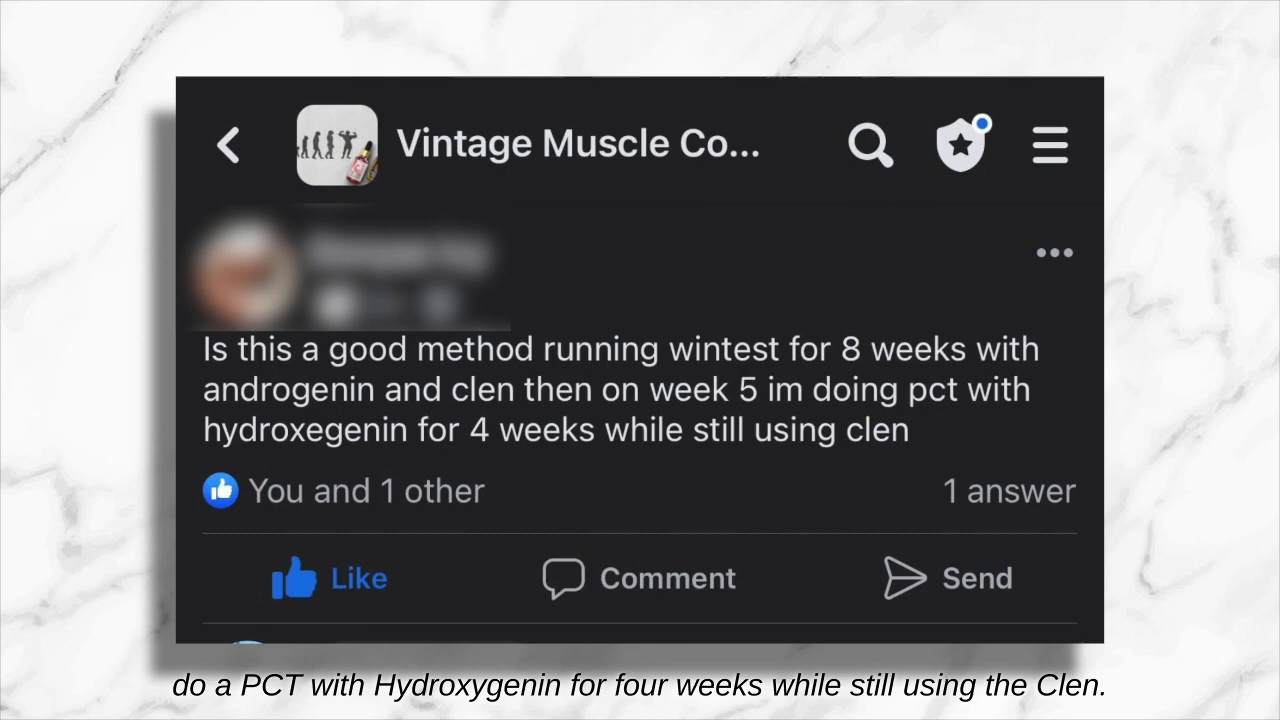 Vintage Muscle Co...
Is this a good method running wintest for 8 weeks with
androgenin and clen then on week 5 im doing pct with
hydroxegenin for 4 weeks while still using clen
You and 1 other
1 answer
Like
Comment
Send
do a PCT with Hydroxygenin for four weeks while still using the Clen.